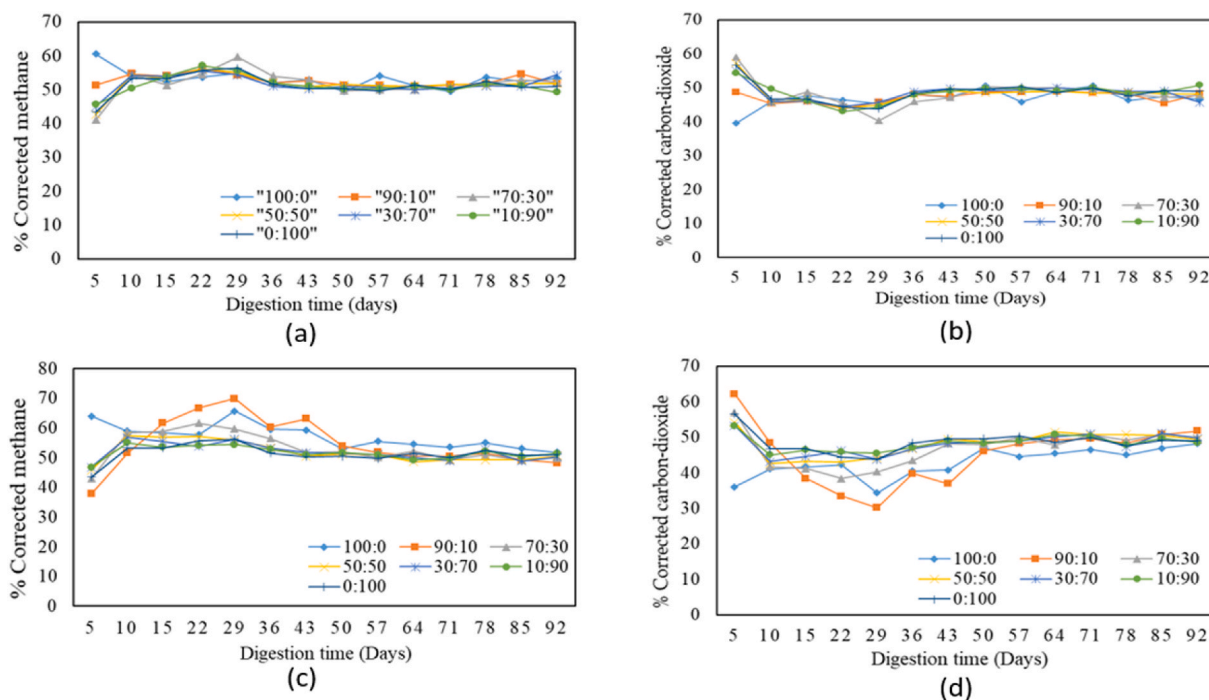 70
60
50
40
30
20
10
0
% Corrected methane
"100:0" "90:10" "70:30"
"50:50" "30:70" "10:90"
"0:100"
5 10 15 22 29 36 43 50 57 64 71 78 85 92
Digestion time (days)
(a)
70
60
50
40
30
20
10
0
% Corrected carbon-dioxide
100:0 90:10 70:30
50:50 30:70 10:90
0:100
5 10 15 22 29 36 43 50 57 64 71 78 85 92
Digestion time (Days)
(b)
80
70
60
50
40
30
20
10
0
% Corrected methane
100:0 90:10 70:30
50:50 30:70 10:90
0:100
5 10 15 22 29 36 43 50 57 64 71 78 85 92
Digestion time (Days)
(c)
70
60
50
40
30
20
10
0
% Corrected carbon-dioxide
100:0 90:10 70:30
50:50 30:70 10:90
0:100
5 10 15 22 29 36 43 50 57 64 71 78 85 92
Digestion time (Days)
(d)